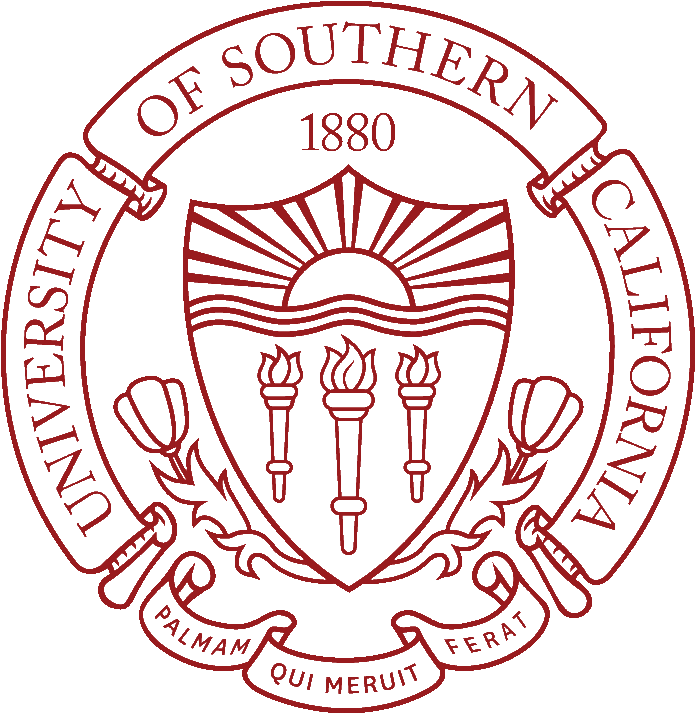 UNIVERSITY
OF SOUTHERN
CALIFORNIA
1880
PALMAM
QUI MERUIT
FERAT